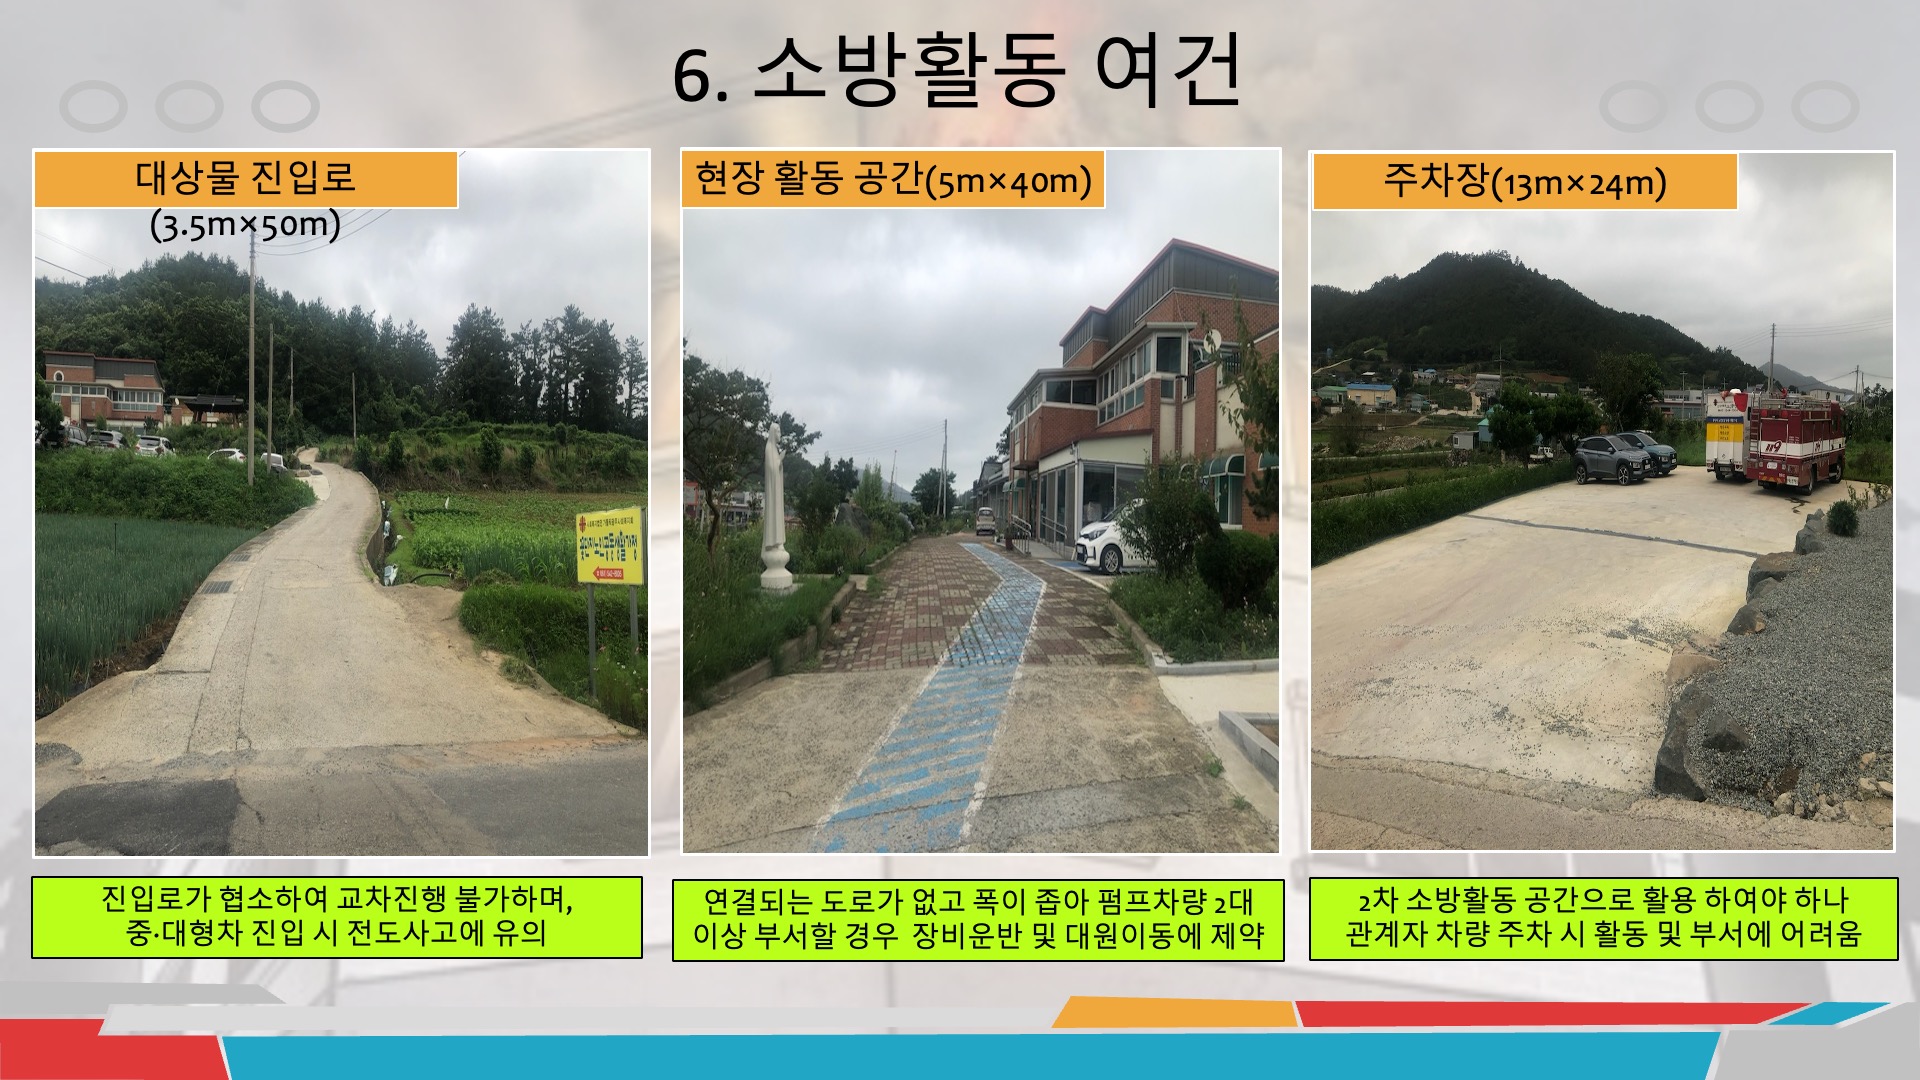 6. 소방활동 여건
대상물 진입로
(3.5m×50m)
현장 활동 공간(5m×40m)
주차장(13m×24m)
119
진입로가 협소하여 교차진행 불가하며,
중·대형차 진입 시 전도사고에 유의
연결되는 도로가 없고 폭이 좁아 펌프차량 2대
이상 부서할 경우 장비운반 및 대원이동에 제약
2차 소방활동 공간으로 활용 하여야 하나
관계자 차량 주차 시 활동 및 부서에 어려움